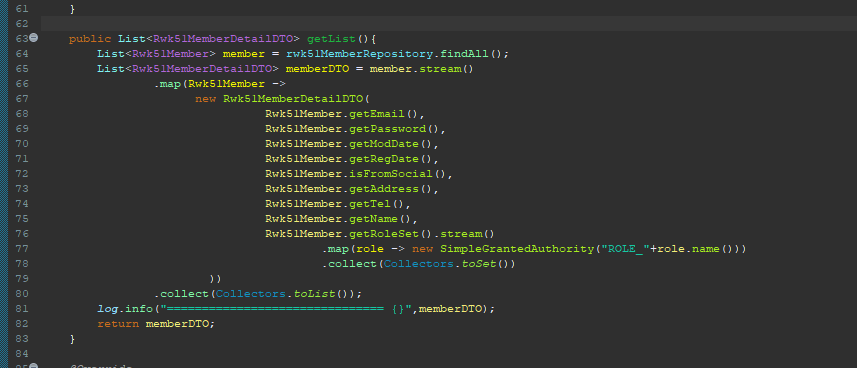 61 }
62
63 public List<Rwk51MemberDetailDTO> getList(){
64 List<Rwk51Member> member = rwk51MemberRepository.findAll();
65 List<Rwk51MemberDetailDTO> memberDTO = member.stream()
66 .map(Rwk51Member ->
67 new Rwk51MemberDetailDTO(
68 Rwk51Member.getEmail(),
69 Rwk51Member.getPassword(),
70 Rwk51Member.getModDate(),
71 Rwk51Member.getRegDate(),
72 Rwk51Member.isFromSocial(),
73 Rwk51Member.getAddress(),
74 Rwk51Member.getTel(),
75 Rwk51Member.getName(),
76 Rwk51Member.getRoleSet().stream()
77 .map(role -> new SimpleGrantedAuthority("ROLE_"+role.name()))
78 .collect(Collectors.toSet())
79 ))
80 .collect(Collectors.toList());
81 log.info("=============================== {}",memberDTO);
82 return memberDTO;
83 }
84